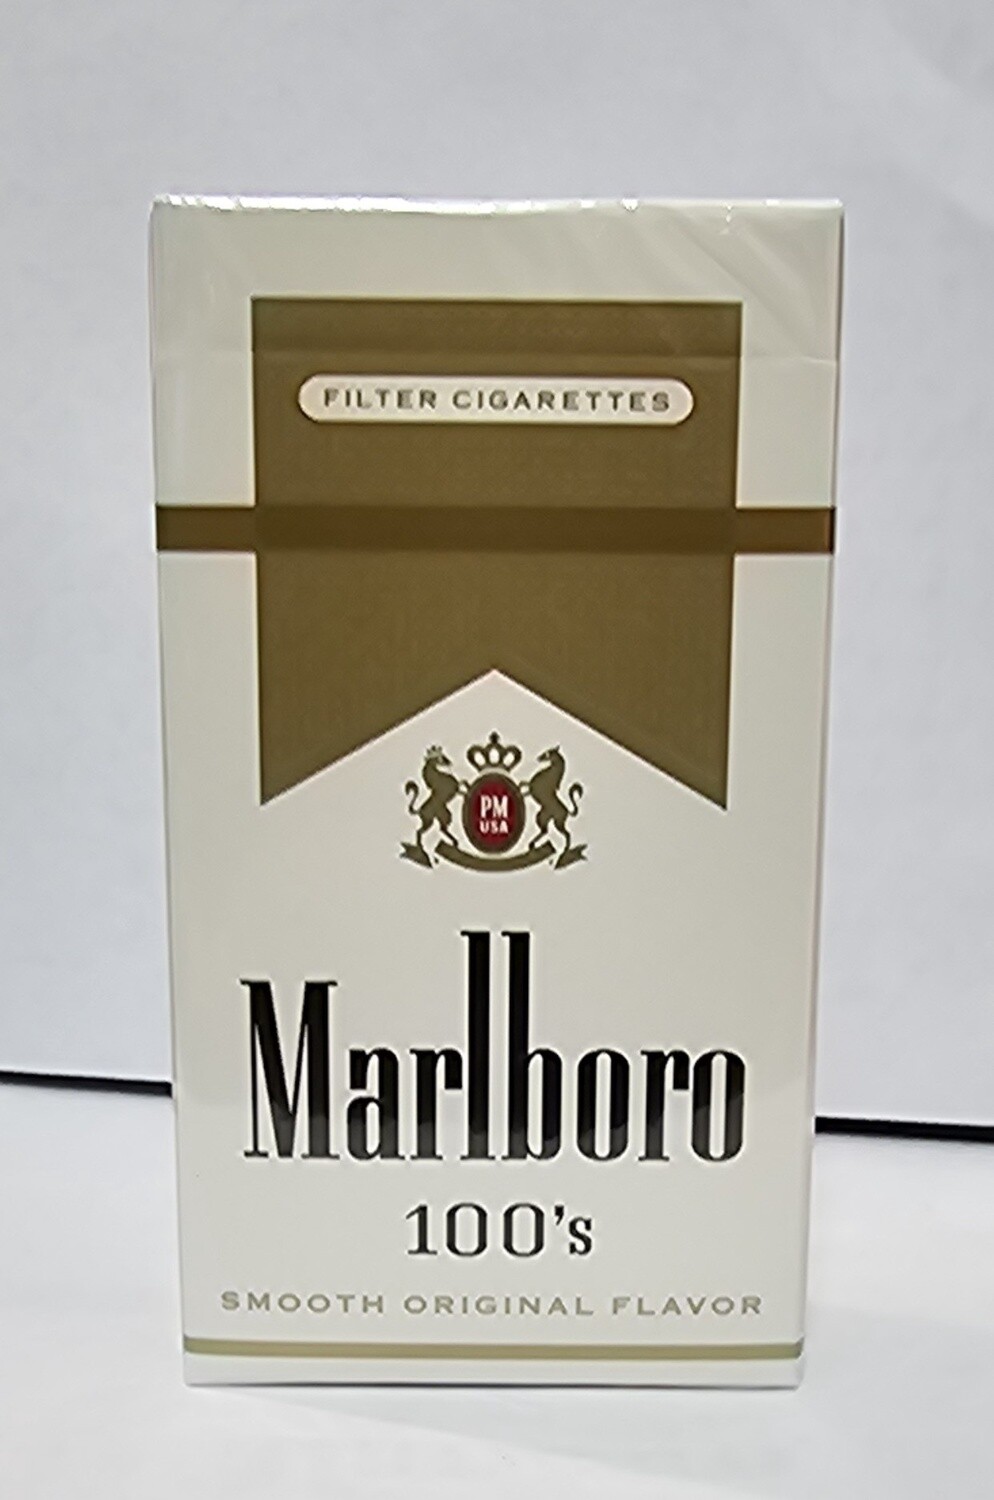 FILTER CIGARETTES
PM
USA
Marlboro
100's
SMOOTH ORIGINAL FLAVOR